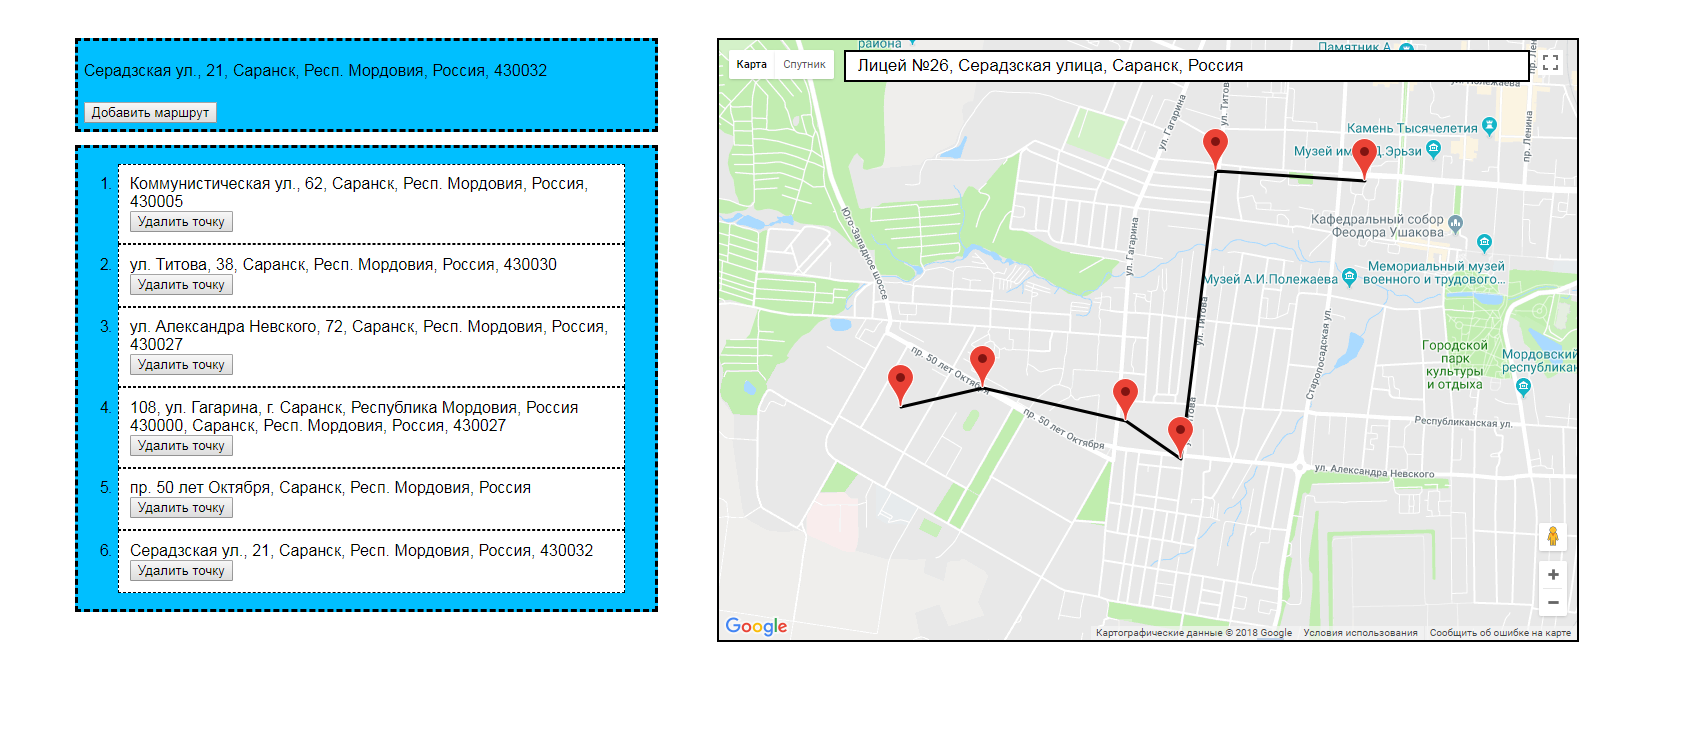 Серадзская ул., 21, Саранск, Респ. Мордовия, Россия, 430032
Добавить маршрут
1. Коммунистическая ул., 62, Саранск, Респ. Мордовия, Россия,
430005
Удалить точку
2. ул. Титова, 38, Саранск, Респ. Мордовия, Россия, 430030
Удалить точку
3. ул. Александра Невского, 72, Саранск, Респ. Мордовия, Россия,
430027
Удалить точку
4. 108, ул. Гагарина, г. Саранск, Республика Мордовия, Россия
430000, Саранск, Респ. Мордовия, Россия, 430027
Удалить точку
5. пр. 50 лет Октября, Саранск, Респ. Мордовия, Россия
Удалить точку
6. Серадзская ул., 21, Саранск, Респ. Мордовия, Россия, 430032
Удалить точку
Карта
Спутник
Лицей №26, Серадзская улица, Саранск, Россия
района
Памятник А
ул. Гагарина
ул. Тито
Камень Тысячелетия
Музей им Д.Эрьзи
пр. Ленина
Юго-Западное шоссе
ул. Гагарина
Кафедральный собор
Феодора Ушакова
Музей А.И.Полежаева
Мемориальный музей
военного и трудового...
ул. Титова
Старопосадская ул.
Городской
парк
культуры
и отдыха
Мордовский
республикан
пр. 50 лет Октября
пр. 50 лет Октября
Республиканская ул.
ул. Александра Невского
Google
Картографические данные © 2018 Google
Условия использования
Сообщить об ошибке на карте